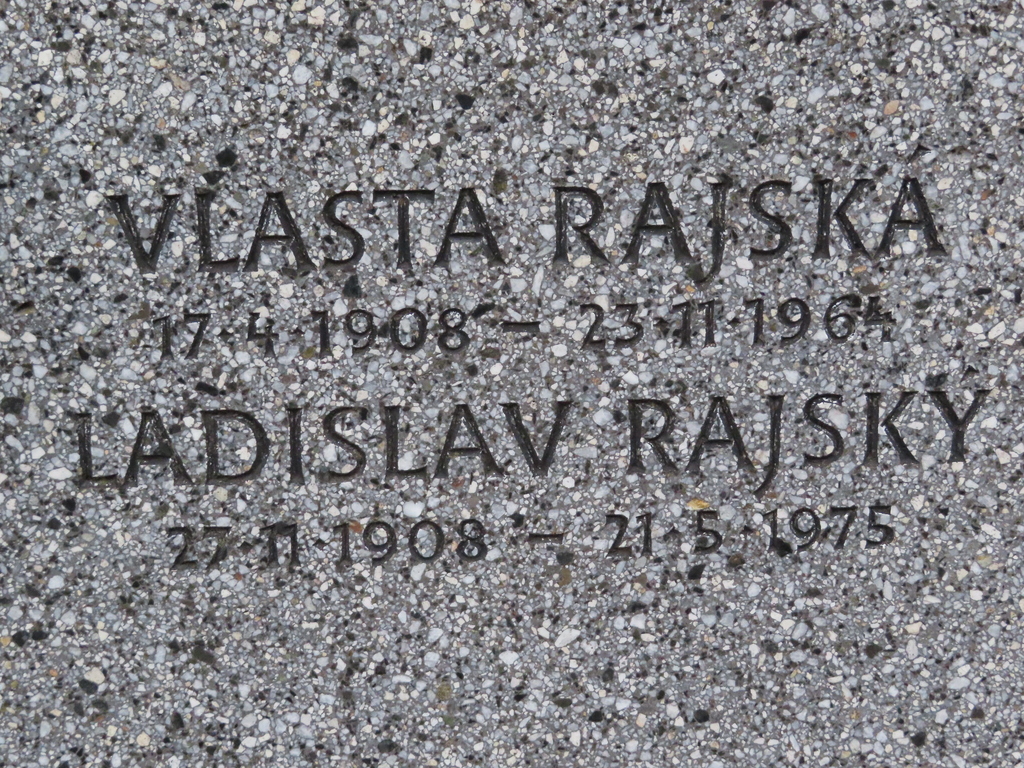 VLASTA RAJSKÁ
17·4·1908 – 23·11·1964
LADISLAV RAJSKÝ
27·11·1908 – 21·5·1975